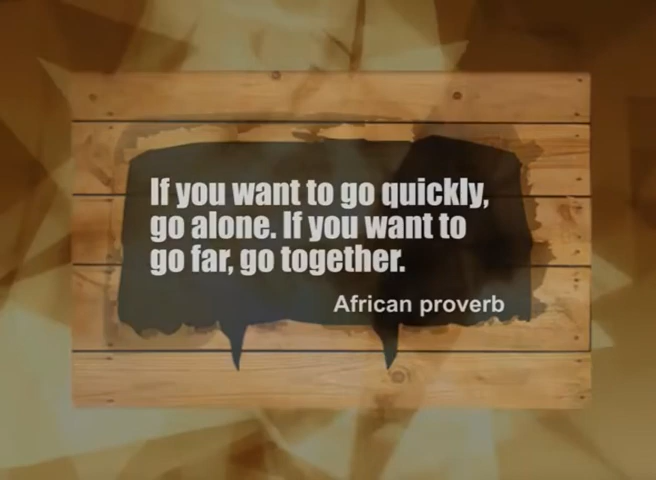 If you want to go quickly,
go alone. If you want to
go far, go together.
African proverb